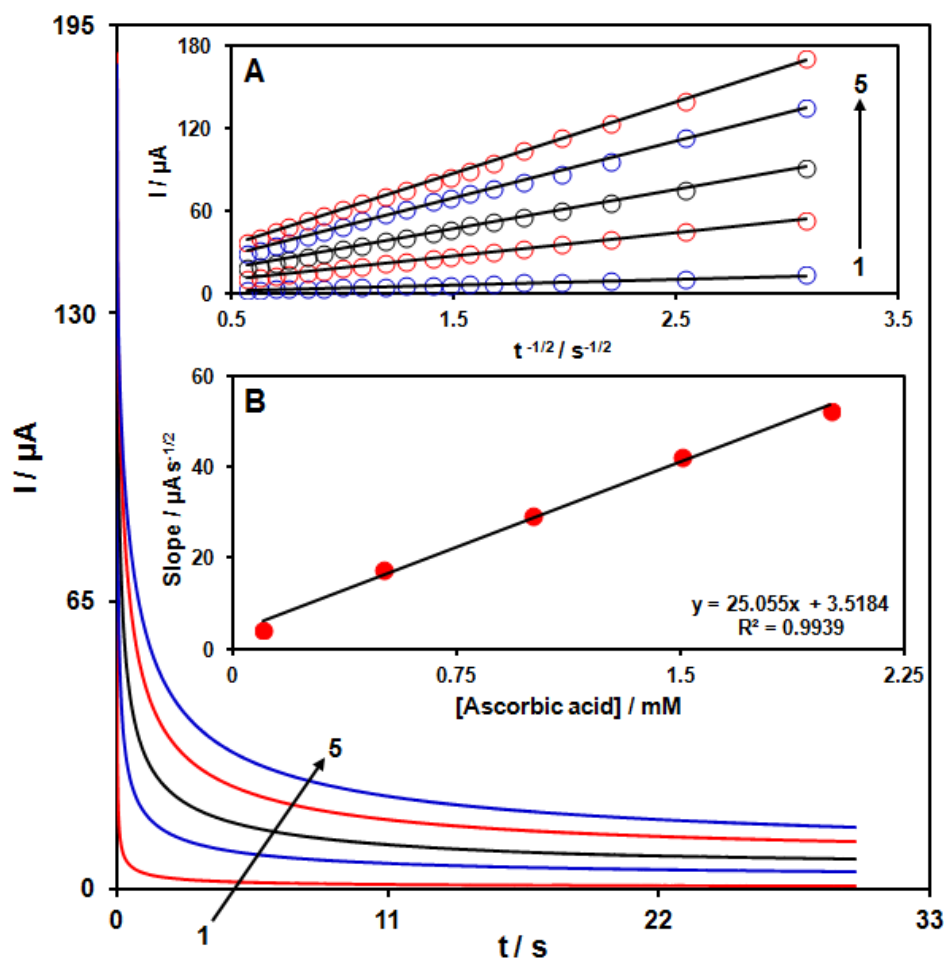 195
130
65
0
I / µA
0
11
22
33
t / s
1
5
A
180
120
60
0
I / µA
0.5
1.5
2.5
3.5
t -1/2 / s-1/2
5
1
B
60
40
20
0
Slope / µA s-1/2
y = 25.055x + 3.5184
R² = 0.9939
0
0.75
1.5
2.25
[Ascorbic acid] / mM